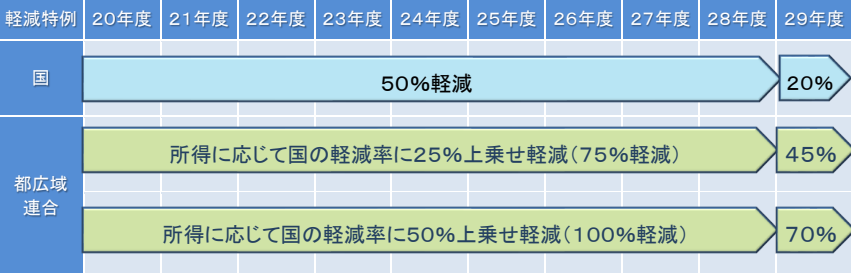 軽減特例 20年度 21年度 22年度 23年度 24年度 25年度 26年度 27年度 28年度 29年度
国 50%軽減 20%
所得に応じて国の軽減率に25%上乗せ軽減(75%軽減) 45%
都広域
連合
所得に応じて国の軽減率に50%上乗せ軽減(100%軽減) 70%